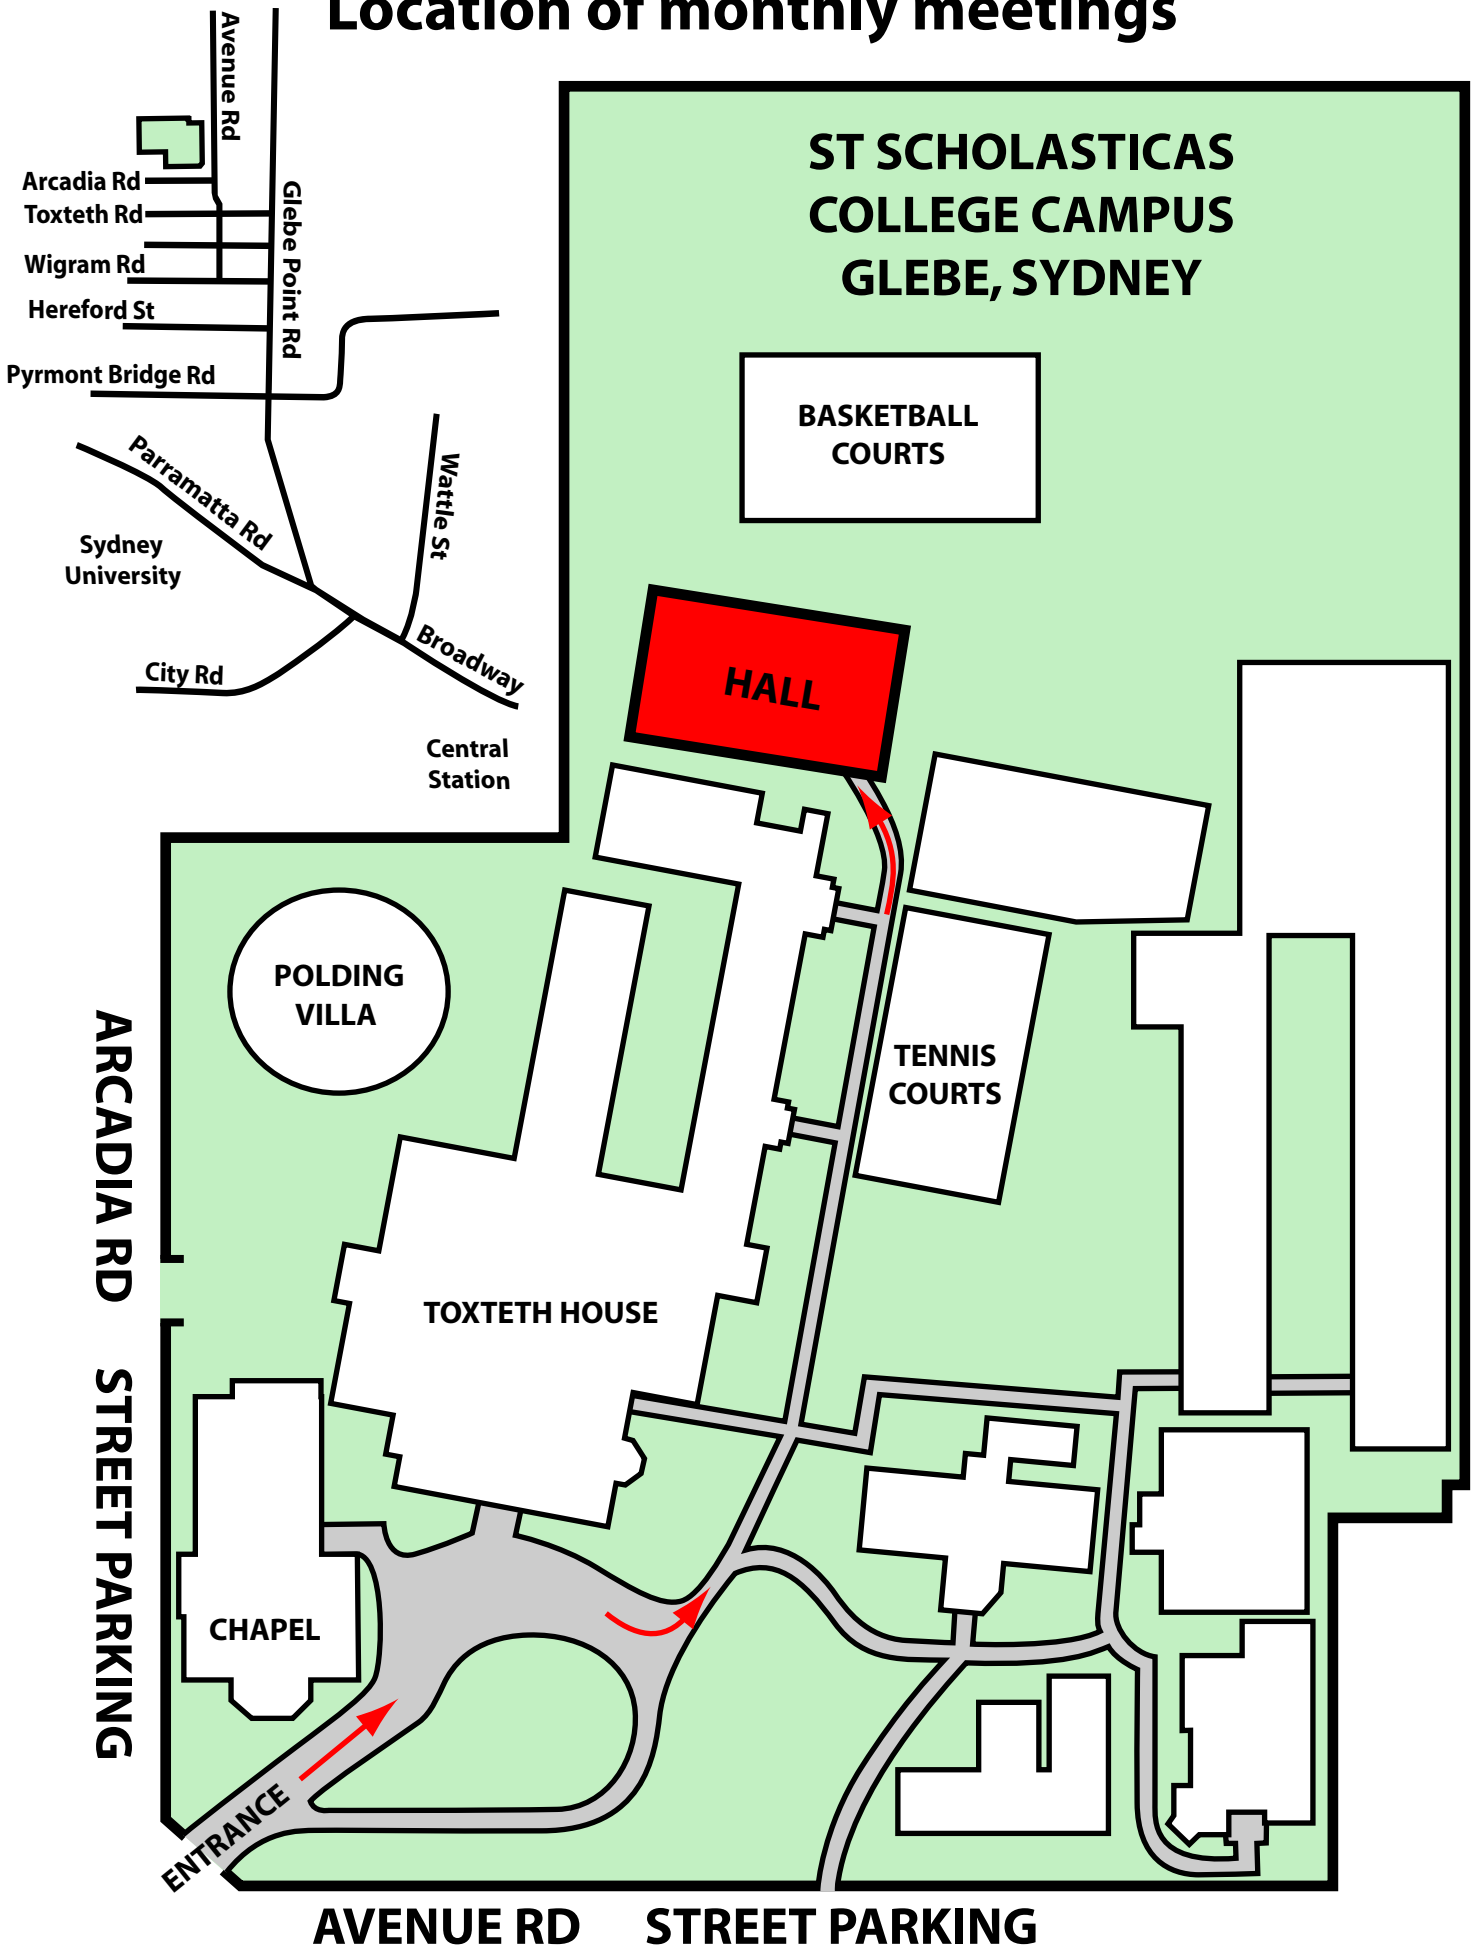 Location of monthly meetings
Avenue Rd
Arcadia Rd
Toxteth Rd
Glebe Point Rd
Wigram Rd
Hereford St
Pyrmont Bridge Rd
Parramatta Rd
Wattle St
Sydney
University
Broadway
City Rd
Central
Station
ST SCHOLASTICAS
COLLEGE CAMPUS
GLEBE, SYDNEY
BASKETBALL
COURTS
HALL
POLDING
VILLA
TENNIS
COURTS
TOXTETH HOUSE
CHAPEL
ENTRANCE
ARCADIA RD STREET PARKING
AVENUE RD STREET PARKING